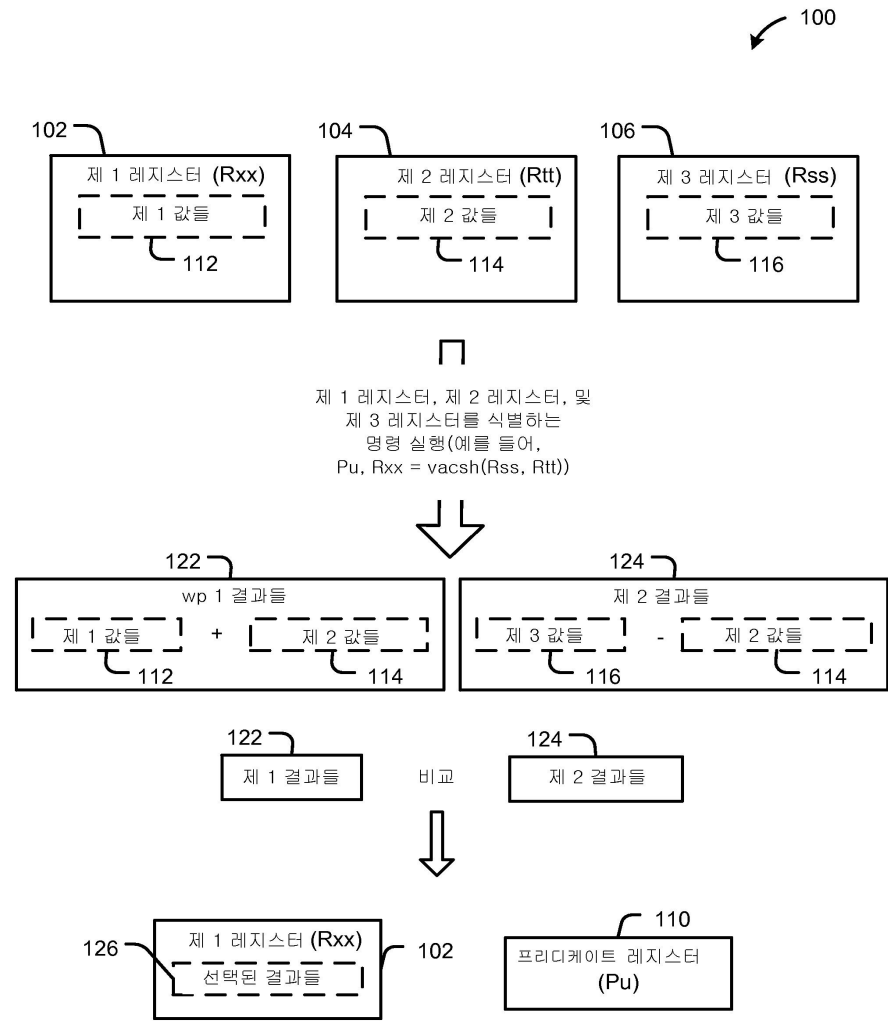 100
102
104
106
제 1 레지스터 (Rxx)
제 2 레지스터 (Rtt)
제 3 레지스터 (Rss)
제 1 값들
제 2 값들
제 3 값들
112
114
116
제 1 레지스터, 제 2 레지스터, 및
제 3 레지스터를 식별하는
명령 실행(예를 들어,
Pu, Rxx = vacsh(Rss, Rtt))
122
124
wp 1 결과들
제 2 결과들
제 1 값들 + 제 2 값들
제 3 값들 - 제 2 값들
112
114
116
114
122
124
제 1 결과들
비교
제 2 결과들
110
126
제 1 레지스터 (Rxx)
102
선택된 결과들
프리디케이트 레지스터
(Pu)